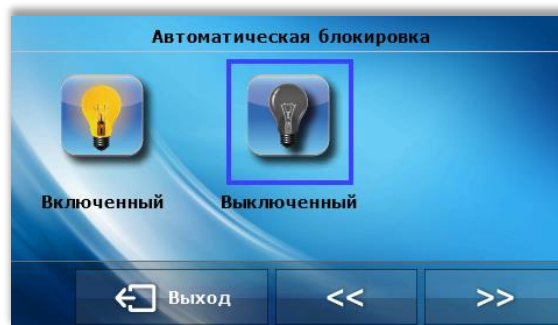 Автоматическая блокировка
Включенный Выключенный
Выход << >>